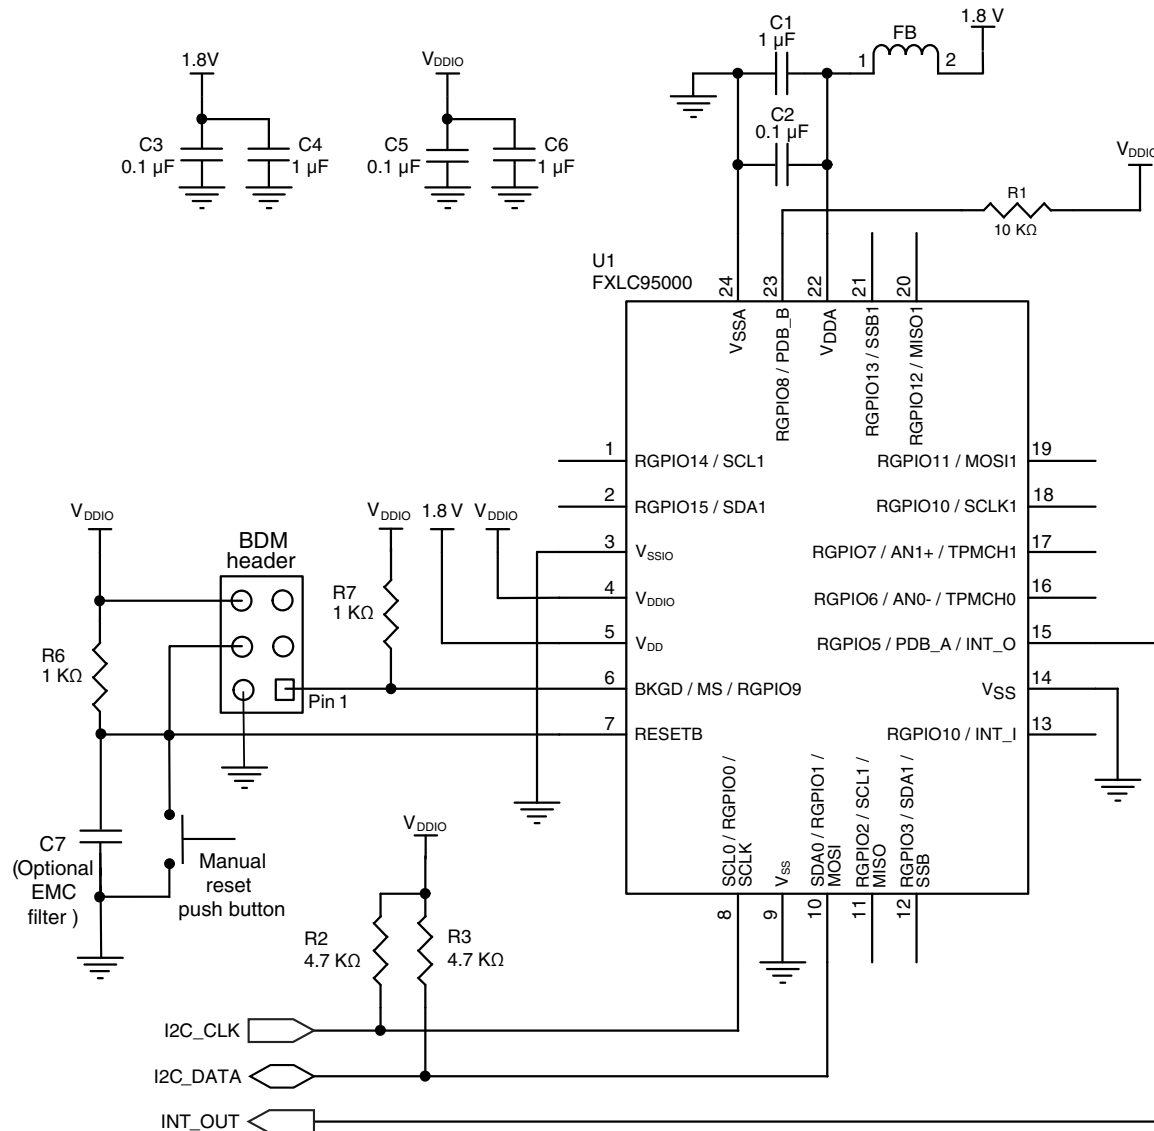 1.8V
C3
0.1 µF
C4
1 µF
VDDIO
C5
0.1 µF
C6
1 µF
C1
1 µF
C2
0.1 µF
1
FB
2
1.8 V
VDDIO
R1
10 KΩ
U1
FXLC95000
24
23
22
21
20
VSSA
RGPIO8 / PDB_B
VDDA
RGPIO13 / SSB1
RGPIO12 / MISO1
1
RGPIO14 / SCL1
2
RGPIO15 / SDA1
3
VSSIO
4
VDDIO
5
VDD
6
BKGD / MS / RGPIO9
7
RESETB
RGPIO11 / MOSI1
19
RGPIO10 / SCLK1
18
RGPIO7 / AN1+ / TPMCH1
17
RGPIO6 / AN0- / TPMCH0
16
RGPIO5 / PDB_A / INT_O
15
VSS
14
RGPIO10 / INT_I
13
SCL0 / RGPIO0 /
SCLK
VSS
SDA0 / RGPIO1 /
MOSI
RGPIO2 / SCL1 /
MISO
RGPIO3 / SDA1 /
SSB
8
9
10
11
12
VDDIO
BDM
header
Pin 1
R6
1 KΩ
VDDIO
1.8 V
VDDIO
R7
1 KΩ
C7
(Optional
EMC
filter )
Manual
reset
push button
VDDIO
R2
4.7 KΩ
R3
4.7 KΩ
I2C_CLK
I2C_DATA
INT_OUT